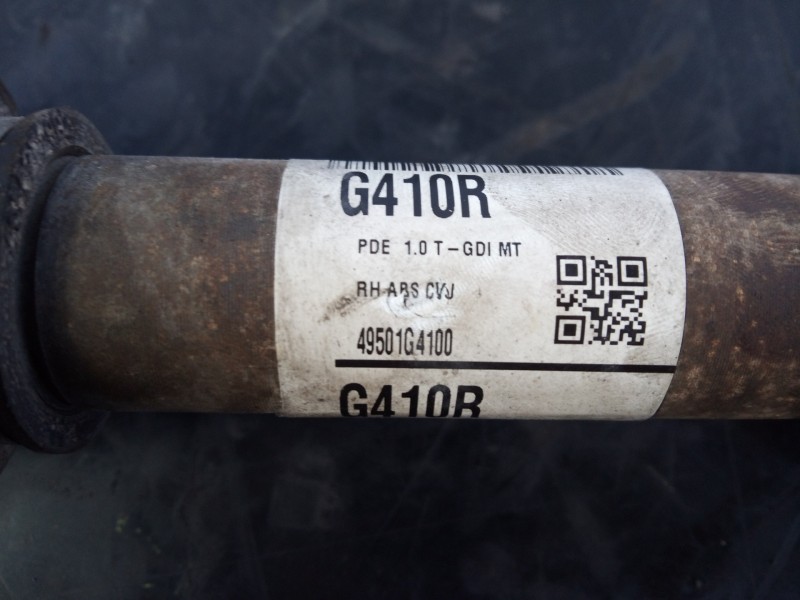 G410R
PDE 1.0 T-GDI MT
RH ABS CVJ
49501G4100
G410R